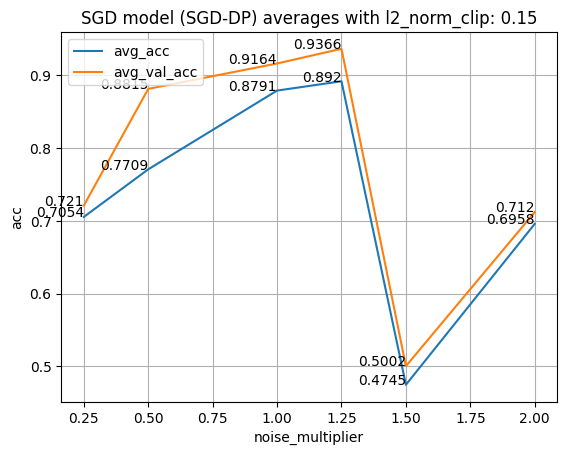 SGD model (SGD-DP) averages with l2_norm_clip: 0.15
avg_acc
avg_val_acc
0.9366
0.9164
0.892
0.8815
0.8791
0.7709
0.721
0.7054
0.712
0.6958
0.5002
0.4745
acc
0.9
0.8
0.7
0.6
0.5
0.25 0.50 0.75 1.00 1.25 1.50 1.75 2.00
noise_multiplier